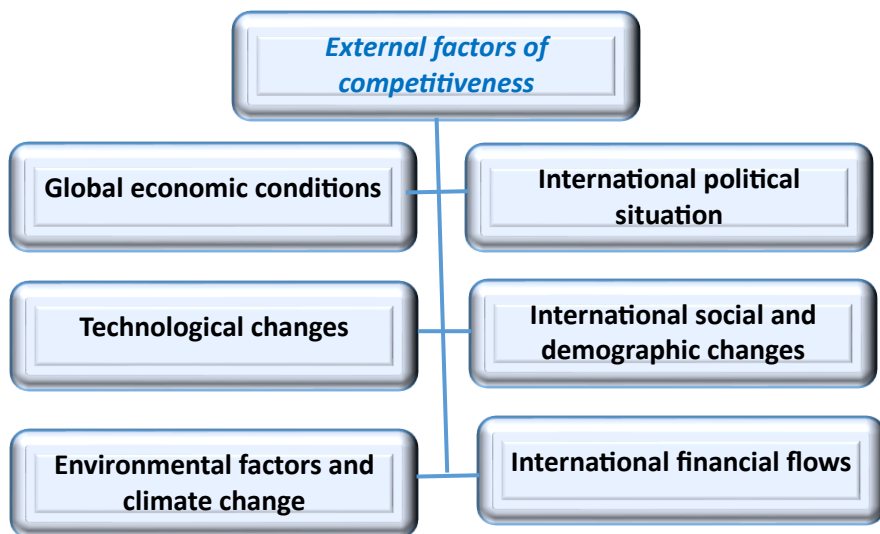 External factors of
competitiveness
Global economic conditions
International political
situation
Technological changes
International social and
demographic changes
Environmental factors and
climate change
International financial flows